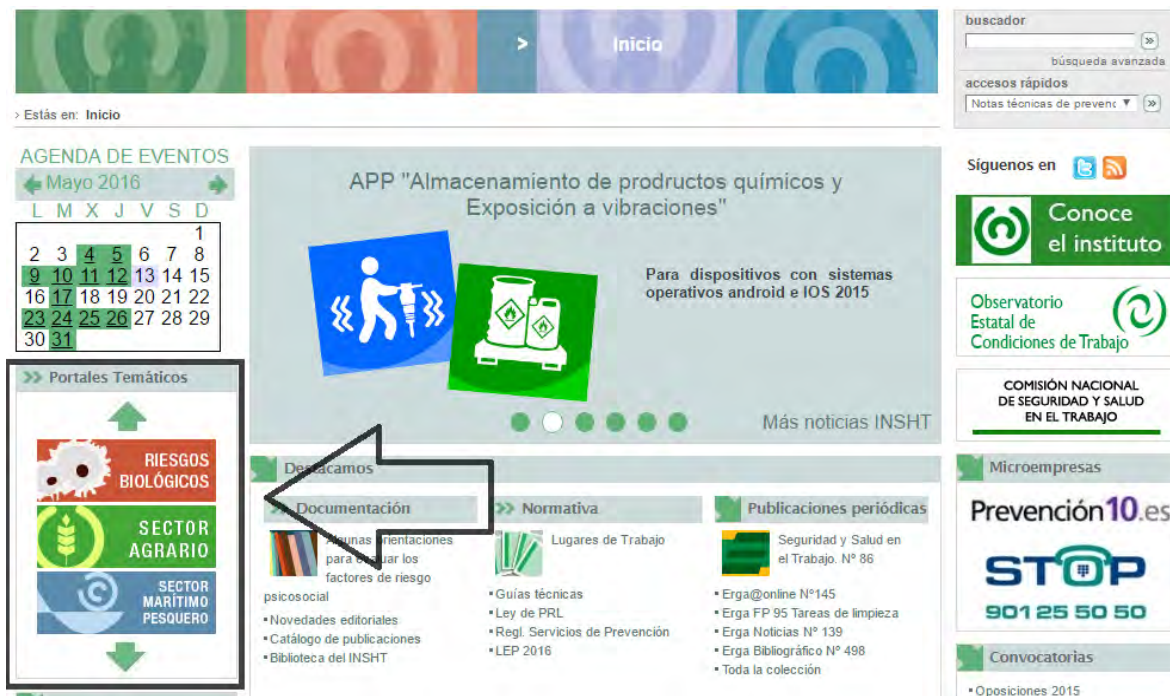 > Inicio
buscador
búsqueda avanzada
accesos rápidos
Notas técnicas de prevenc
> Estás en: Inicio
AGENDA DE EVENTOS
Mayo 2016
L M X J V S D
1
2 3 4 5 6 7 8
9 10 11 12 13 14 15
16 17 18 19 20 21 22
23 24 25 26 27 28 29
30 31
>> Portales Temáticos
RIESGOS
BIOLÓGICOS
SECTOR
AGRARIO
SECTOR
MARÍTIMO
PESQUERO
APP "Almacenamiento de prodructos químicos y
Exposición a vibraciones"
Para dispositivos con sistemas
operativos android e IOS 2015
Más noticias INSHT
Destacamos
>> Documentación
Algunas orientaciones
para evaluar los
factores de riesgo
psicosocial
▪ Novedades editoriales
▪ Catálogo de publicaciones
▪ Biblioteca del INSHT
>> Normativa
Lugares de Trabajo
▪ Guías técnicas
▪ Ley de PRL
▪ Regl. Servicios de Prevención
▪ LEP 2016
Publicaciones periódicas
Seguridad y Salud en
el Trabajo. Nº 86
▪ Erga@online Nº145
▪ Erga FP 95 Tareas de limpieza
▪ Erga Noticias Nº 139
▪ Erga Bibliográfico Nº 498
▪ Toda la colección
Síguenos en
Conoce
el instituto
Observatorio
Estatal de
Condiciones de Trabajo
COMISIÓN NACIONAL
DE SEGURIDAD Y SALUD
EN EL TRABAJO
Microempresas
Prevención10.es
STOP
901 25 50 50
Convocatorias
▪ Oposiciones 2015